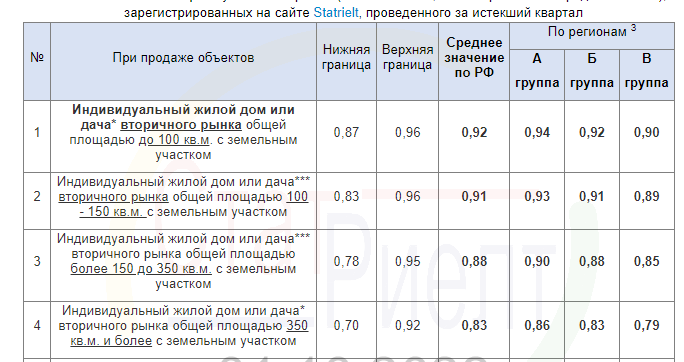 зарегистрированных на сайте Statrielt, проведенного за истекший квартал
№
При продаже объектов
Нижняя
граница
Верхняя
граница
Среднее
значение
по РФ
По регионам ³
А
группа
Б
группа
В
группа
1
Индивидуальный жилой дом или
дача* вторичного рынка общей
площадью до 100 кв.м. с земельным
участком
0,87
0,96
0,92
0,94
0,92
0,90
2
Индивидуальный жилой дом или дача***
вторичного рынка общей площадью 100
- 150 кв.м. с земельным участком
0,83
0,96
0,91
0,93
0,91
0,89
3
Индивидуальный жилой дом или дача***
вторичного рынка общей площадью
более 150 до 350 кв.м. с земельным
участком
0,78
0,95
0,88
0,90
0,88
0,85
4
Индивидуальный жилой дом или дача*
вторичного рынка общей площадью 350
кв.м. и более с земельным участком
0,70
0,92
0,83
0,86
0,83
0,79